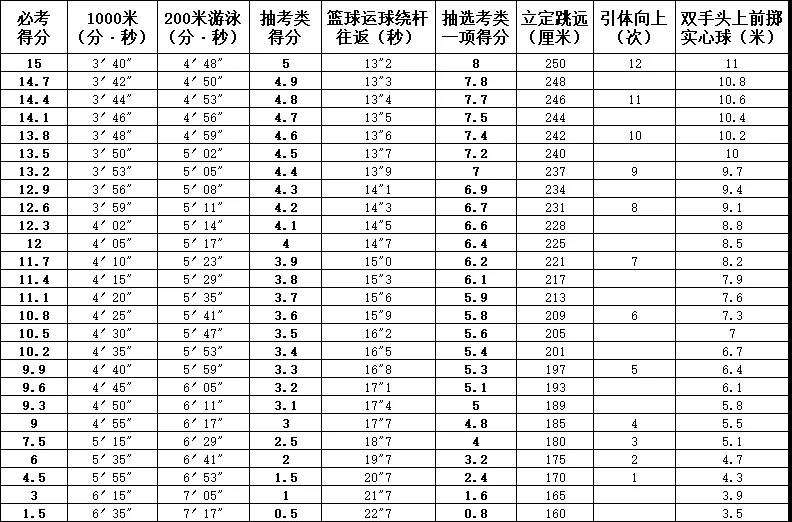 必考得分 1000米（分·秒） 200米游泳（分·秒） 抽考类得分 篮球运球绕杆往返（秒） 抽选考类一项得分 立定跳远（厘米） 引体向上（次） 双手头上前掷实心球（米）
15 3′40″ 4′48″ 5 13″2 8 250 12 11
14.7 3′42″ 4′50″ 4.9 13″3 7.8 248 10.8
14.4 3′44″ 4′53″ 4.8 13″4 7.7 246 11 10.6
14.1 3′46″ 4′56″ 4.7 13″5 7.5 244 10.4
13.8 3′48″ 4′59″ 4.6 13″6 7.4 242 10 10.2
13.5 3′50″ 5′02″ 4.5 13″7 7.2 240 10
13.2 3′53″ 5′05″ 4.4 13″9 7 237 9 9.7
12.9 3′56″ 5′08″ 4.3 14″1 6.9 234 9.4
12.6 3′59″ 5′11″ 4.2 14″3 6.7 231 8 9.1
12.3 4′02″ 5′14″ 4.1 14″5 6.6 228 8.8
12 4′05″ 5′17″ 4 14″7 6.4 225 8.5
11.7 4′10″ 5′23″ 3.9 15″0 6.2 221 7 8.2
11.4 4′15″ 5′29″ 3.8 15″3 6.1 217 7.9
11.1 4′20″ 5′35″ 3.7 15″6 5.9 213 7.6
10.8 4′25″ 5′41″ 3.6 15″9 5.8 209 6 7.3
10.5 4′30″ 5′47″ 3.5 16″2 5.6 205 7
10.2 4′35″ 5′53″ 3.4 16″5 5.4 201 6.7
9.9 4′40″ 5′59″ 3.3 16″8 5.3 197 5 6.4
9.6 4′45″ 6′05″ 3.2 17″1 5.1 193 6.1
9.3 4′50″ 6′11″ 3.1 17″4 5 189 5.8
9 4′55″ 6′17″ 3 17″7 4.8 185 4 5.5
7.5 5′15″ 6′29″ 2.5 18″7 4 180 3 5.1
6 5′35″ 6′41″ 2 19″7 3.2 175 2 4.7
4.5 5′55″ 6′53″ 1.5 20″7 2.4 170 1 4.3
3 6′15″ 7′05″ 1 21″7 1.6 165 3.9
1.5 6′35″ 7′17″ 0.5 22″7 0.8 160 3.5